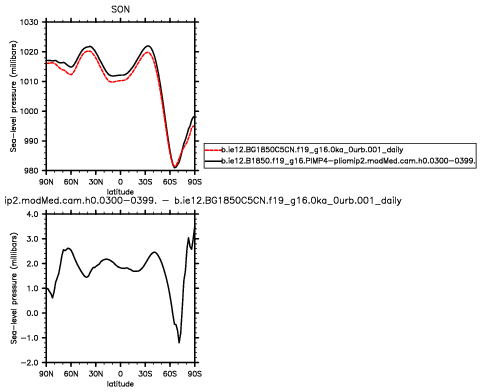 SON
1030
1020
1010
1000
990
980
Sea-level pressure (millibars)
90N 60N 30N 0 30S 60S 90S
latitude
b.ie12.BG1850C5CN.f19_g16.0ka_0urb.001_daily
b.ie12.B1850.f19_g16.PIMP4-pliomip2.modMed.cam.h0.0300-0399.
ip2.modMed.cam.h0.0300-0399. - b.ie12.BG1850C5CN.f19_g16.0ka_0urb.001_daily
4.0
3.0
2.0
1.0
0.0
-1.0
-2.0
Sea-level pressure (millibars)
90N 60N 30N 0 30S 60S 90S
latitude